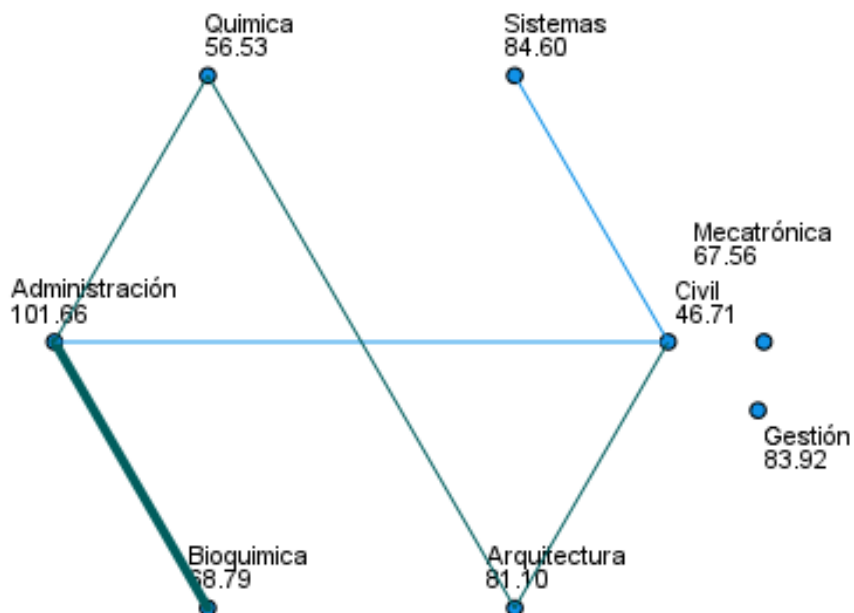 Quimica
56.53
Sistemas
84.60
Mecatrónica
67.56
Administración
101.66
Civil
46.71
Gestión
83.92
Bioquimica
68.79
Arquitectura
81.10